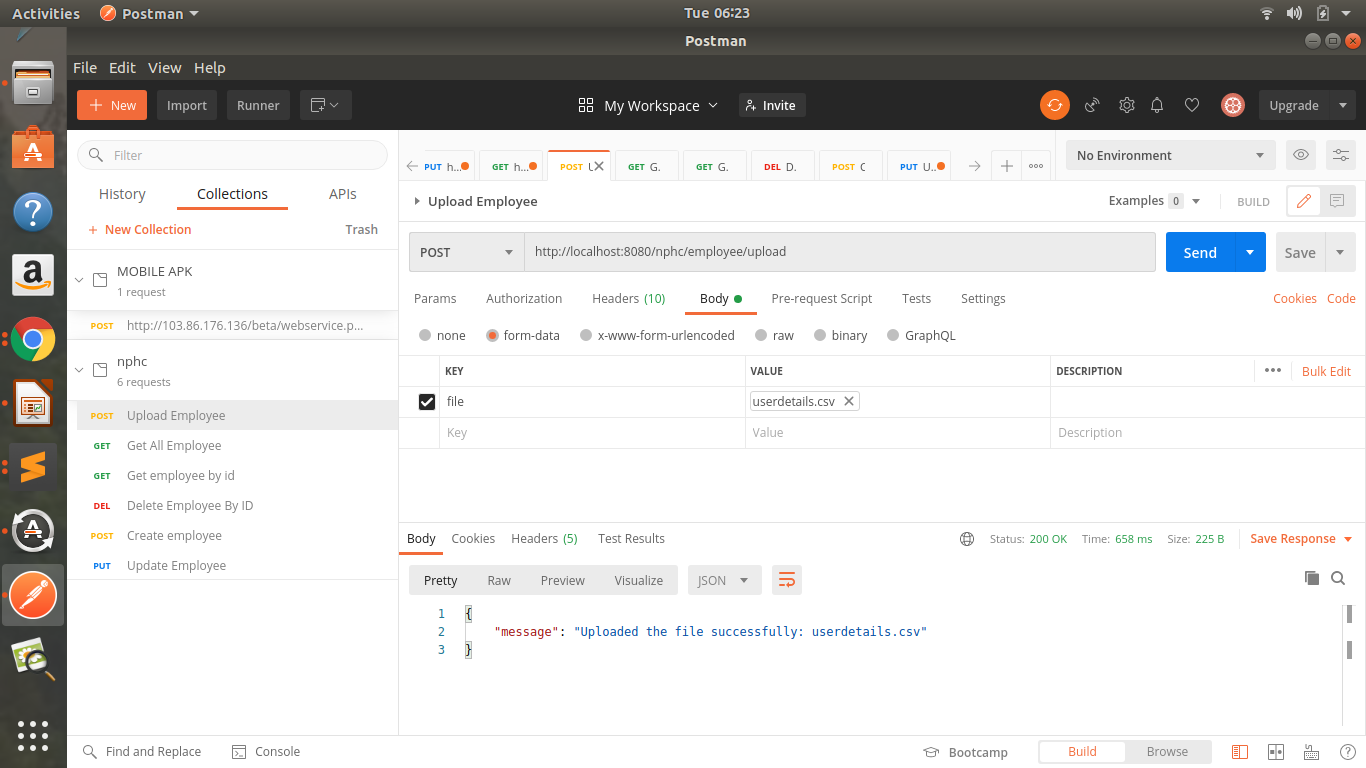 Activities Postman Tue 06:23
Postman
File Edit View Help
New Import Runner My Workspace Invite Upgrade
Filter
History Collections APIs
New Collection Trash
MOBILE APK
1 request
POST http://103.86.176.136/beta/webservice.p...
nphc
6 requests
POST Upload Employee
GET Get All Employee
GET Get employee by id
DEL Delete Employee By ID
POST Create employee
PUT Update Employee
PUT h... GET h... POST GET G. GET G. DEL D. POST C PUT U.. No Environment
Upload Employee Examples 0 BUILD
POST http://localhost:8080/nphc/employee/upload Send Save
Params Authorization Headers (10) Body Pre-request Script Tests Settings Cookies Code
none form-data x-www-form-urlencoded raw binary GraphQL
KEY VALUE DESCRIPTION Bulk Edit
file userdetails.csv
Key Value Description
Body Cookies Headers (5) Test Results Status: 200 OK Time: 658 ms Size: 225 B Save Response
Pretty Raw Preview Visualize JSON
1 {
2 "message": "Uploaded the file successfully: userdetails.csv"
3 }
Find and Replace Console Bootcamp Build Browse